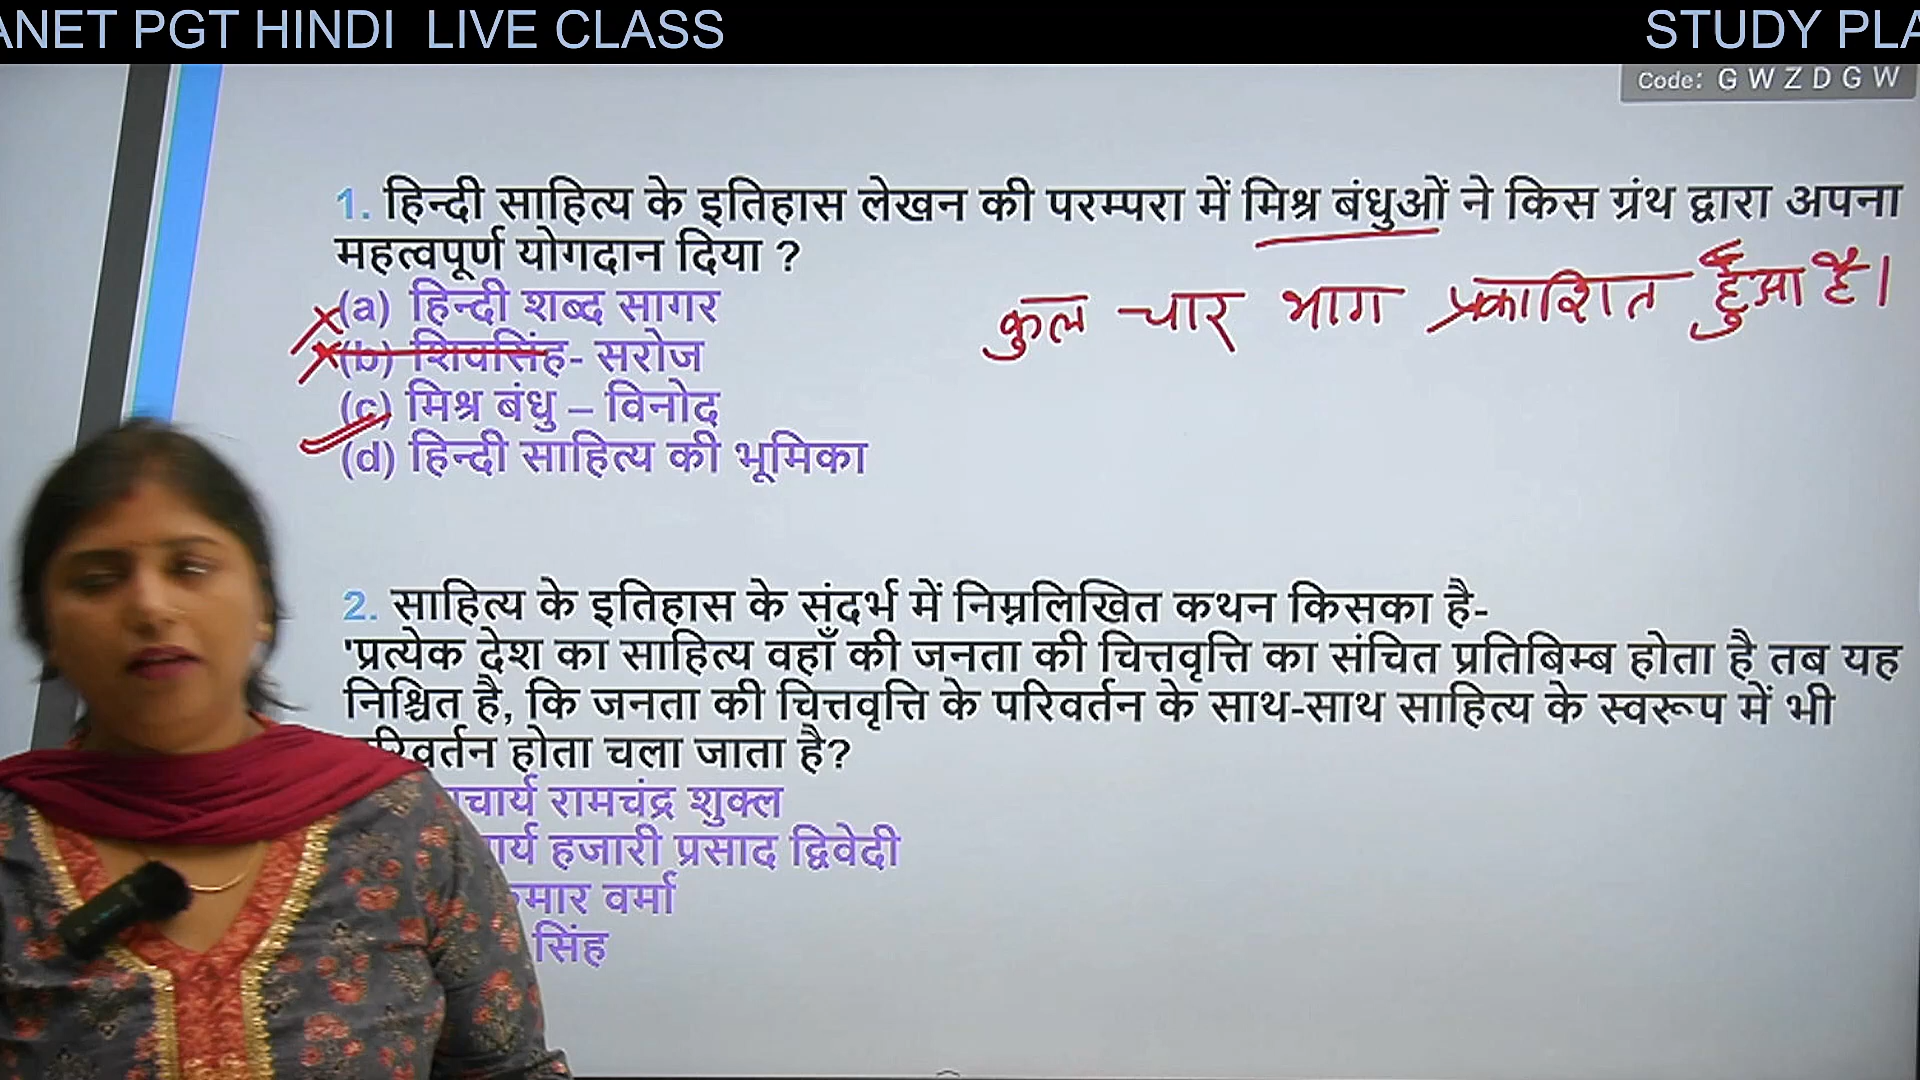 ANET PGT HINDI LIVE CLASS STUDY PLA
Code: G W Z D G W
1. हिन्दी साहित्य के इतिहास लेखन की परम्परा में मिश्र बंधुओं ने किस ग्रंथ द्वारा अपना
महत्वपूर्ण योगदान दिया ?
(a) हिन्दी शब्द सागर
(b) शिवसिंह- सरोज
(c) मिश्र बंधु – विनोद
(d) हिन्दी साहित्य की भूमिका
कुल चार भाग प्रकाशित हुआ है।
2. साहित्य के इतिहास के संदर्भ में निम्नलिखित कथन किसका है-
'प्रत्येक देश का साहित्य वहाँ की जनता की चित्तवृत्ति का संचित प्रतिबिम्ब होता है तब यह
निश्चित है, कि जनता की चित्तवृत्ति के परिवर्तन के साथ-साथ साहित्य के स्वरूप में भी
रिवर्तन होता चला जाता है?
चार्य रामचंद्र शुक्ल
ार्य हजारी प्रसाद द्विवेदी
ुमार वर्मा
सिंह